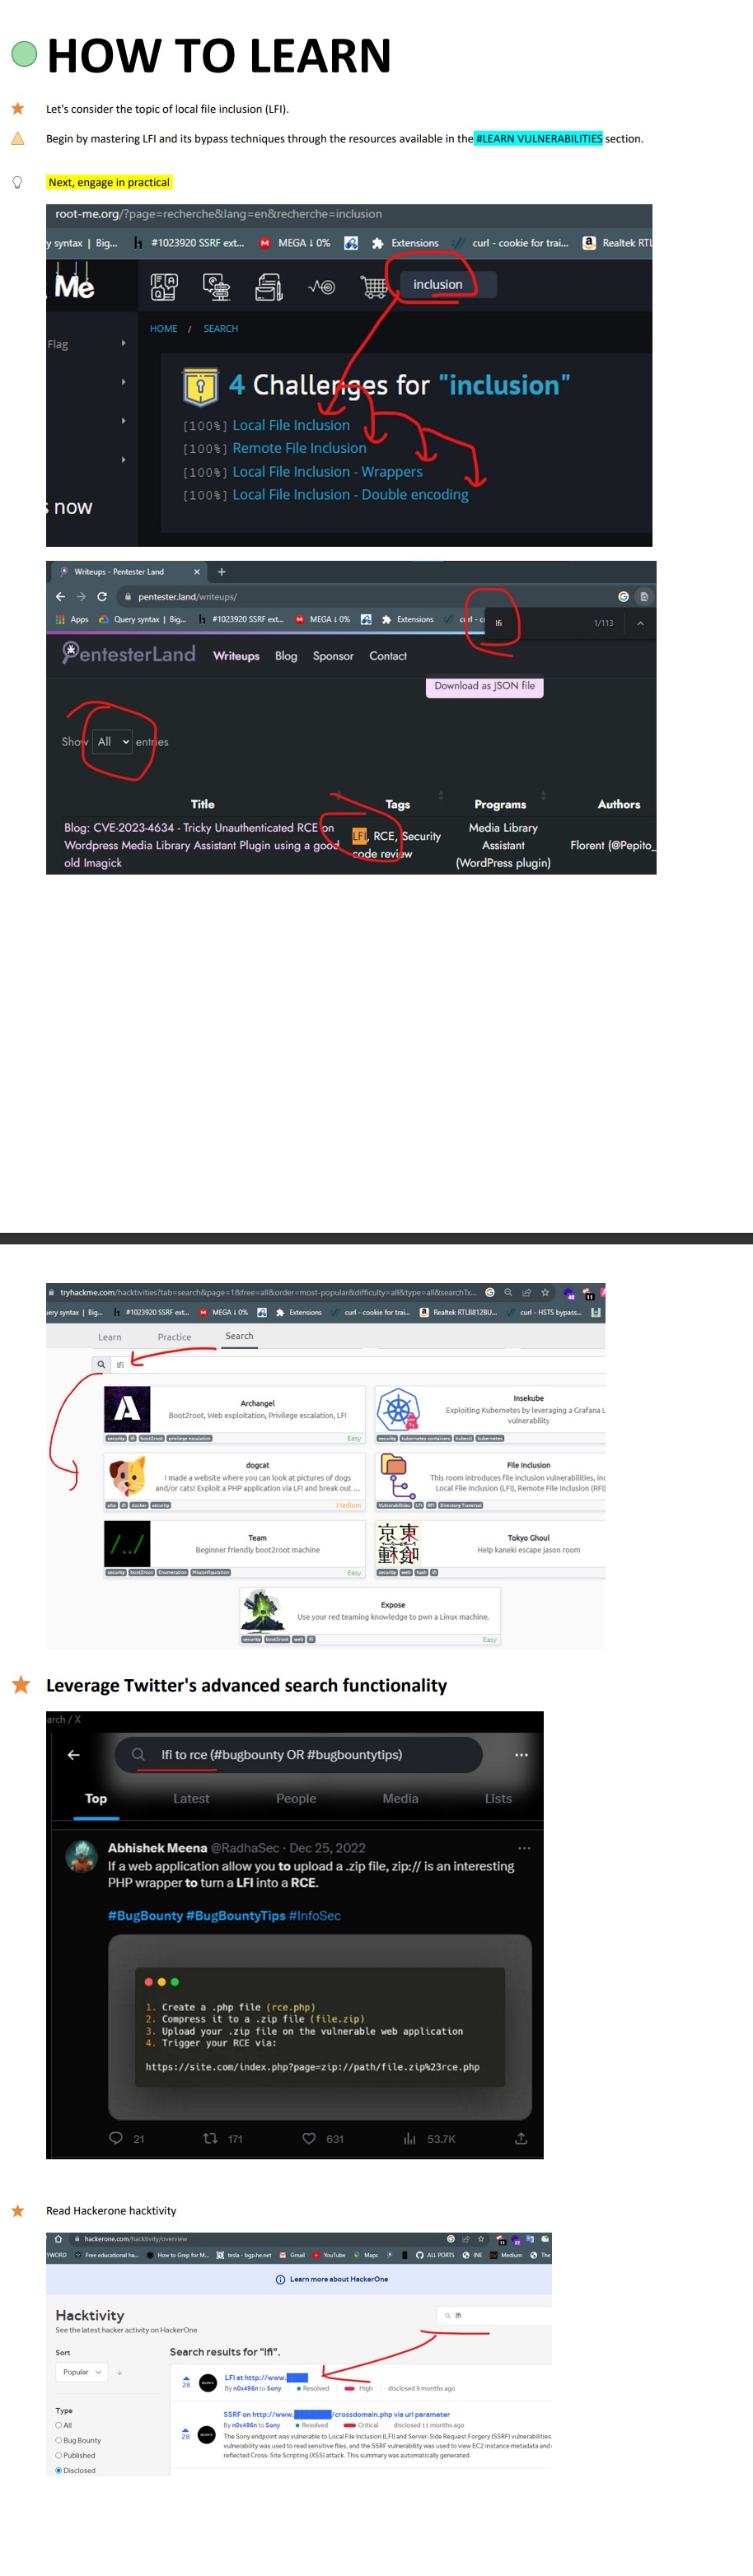 HOW TO LEARN
Let's consider the topic of local file inclusion (LFI).
Begin by mastering LFI and its bypass techniques through the resources available in the #LEARN VULNERABILITIES section.
Next, engage in practical
root-me.org/?page=recherche&lang=en&recherche=inclusion
y syntax | Big... #1023920 SSRF ext... MEGA ↓ 0% Extensions curl - cookie for trai... Realtek RTL
Me
inclusion
HOME / SEARCH
Flag
4 Challenges for "inclusion"
[100%] Local File Inclusion
[100%] Remote File Inclusion
[100%] Local File Inclusion - Wrappers
[100%] Local File Inclusion - Double encoding
s now
Writeups - Pentester Land
pentester.land/writeups/
Apps Query syntax | Big... #1023920 SSRF ext... MEGA ↓ 0% Extensions
lfi 1/113
PentesterLand Writeups Blog Sponsor Contact
Download as JSON file
Show All entries
Title Tags Programs Authors
Blog: CVE-2023-4634 - Tricky Unauthenticated RCE on
Wordpress Media Library Assistant Plugin using a good
old Imagick
LFI, RCE, Security
code review
Media Library
Assistant
(WordPress plugin)
Florent (@Pepito_
tryhackme.com/hacktivities?tab=search&page=1&free=all&order=most-popular&difficulty=all&type=all&searchTx...
uery syntax | Big... #1023920 SSRF ext... MEGA ↓ 0% Extensions curl - cookie for trai... Realtek RTL8812BU... curl - HSTS bypass...
Learn Practice Search
lfi
Archangel
Boot2root, Web exploitation, Privilege escalation, LFI
security lfi boot2root privilege escalation
Easy
Insekube
Exploiting Kubernetes by leveraging a Grafana L
vulnerability
security kubernetes containers kubectl kubernetes
dogcat
I made a website where you can look at pictures of dogs
and/or cats! Exploit a PHP application via LFI and break out ...
php lfi docker security
Medium
File Inclusion
This room introduces file inclusion vulnerabilities, inc
Local File Inclusion (LFI), Remote File Inclusion (RFI)
Vulnerabilities LFI RFI Directory Traversal
Team
Beginner friendly boot2root machine
security boot2root Enumeration Misconfiguration
Easy
東京
Tokyo Ghoul
Help kaneki escape jason room
security web hash lfi
Expose
Use your red teaming knowledge to pwn a Linux machine.
security boot2root web lfi
Easy
Leverage Twitter's advanced search functionality
arch / X
lfi to rce (#bugbounty OR #bugbountytips)
Top Latest People Media Lists
Abhishek Meena @RadhaSec · Dec 25, 2022
If a web application allow you to upload a .zip file, zip:// is an interesting
PHP wrapper to turn a LFI into a RCE.
#BugBounty #BugBountyTips #InfoSec
1. Create a .php file (rce.php)
2. Compress it to a .zip file (file.zip)
3. Upload your .zip file on the vulnerable web application
4. Trigger your RCE via:
https://site.com/index.php?page=zip://path/file.zip%23rce.php
21 171 631 53.7K
Read Hackerone hacktivity
hackerone.com/hacktivity/overview
YWORD Free educational ha... How to Grep for M... tesla - bgp.he.net Gmail YouTube Maps ALL PORTS INE Medium The
Learn more about HackerOne
Hacktivity
See the latest hacker activity on HackerOne
lfi
Sort
Popular
Search results for "lfi".
28
LFI at http://www.
By n0x496n to Sony Resolved High disclosed 9 months ago
Type
All
Bug Bounty
Published
Disclosed
28
SSRF on http://www. /crossdomain.php via url parameter
By n0x496n to Sony Resolved Critical disclosed 11 months ago
The Sony endpoint was vulnerable to Local File Inclusion (LFI) and Server-Side Request Forgery (SSRF) vulnerabilities.
vulnerability was used to read sensitive files, and the SSRF vulnerability was used to view EC2 instance metadata and
reflected Cross-Site Scripting (XSS) attack. This summary was automatically generated.